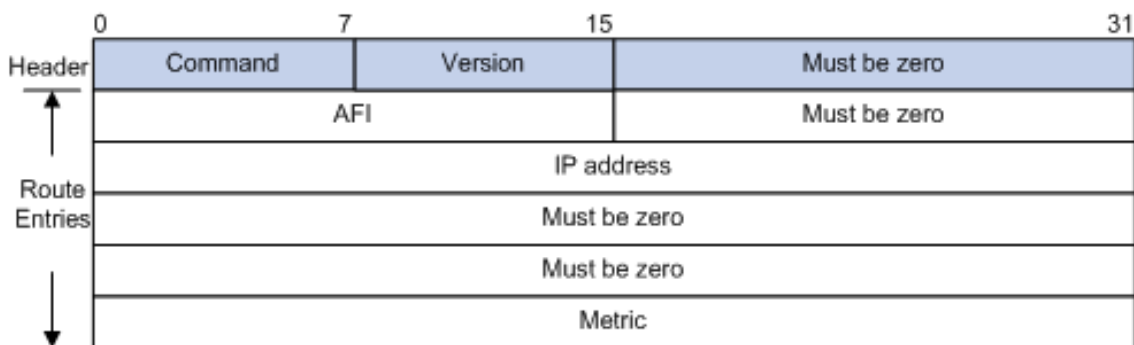 0 7 15 31
Header Command Version Must be zero
AFI Must be zero
IP address
Route
Entries
Must be zero
Must be zero
Metric